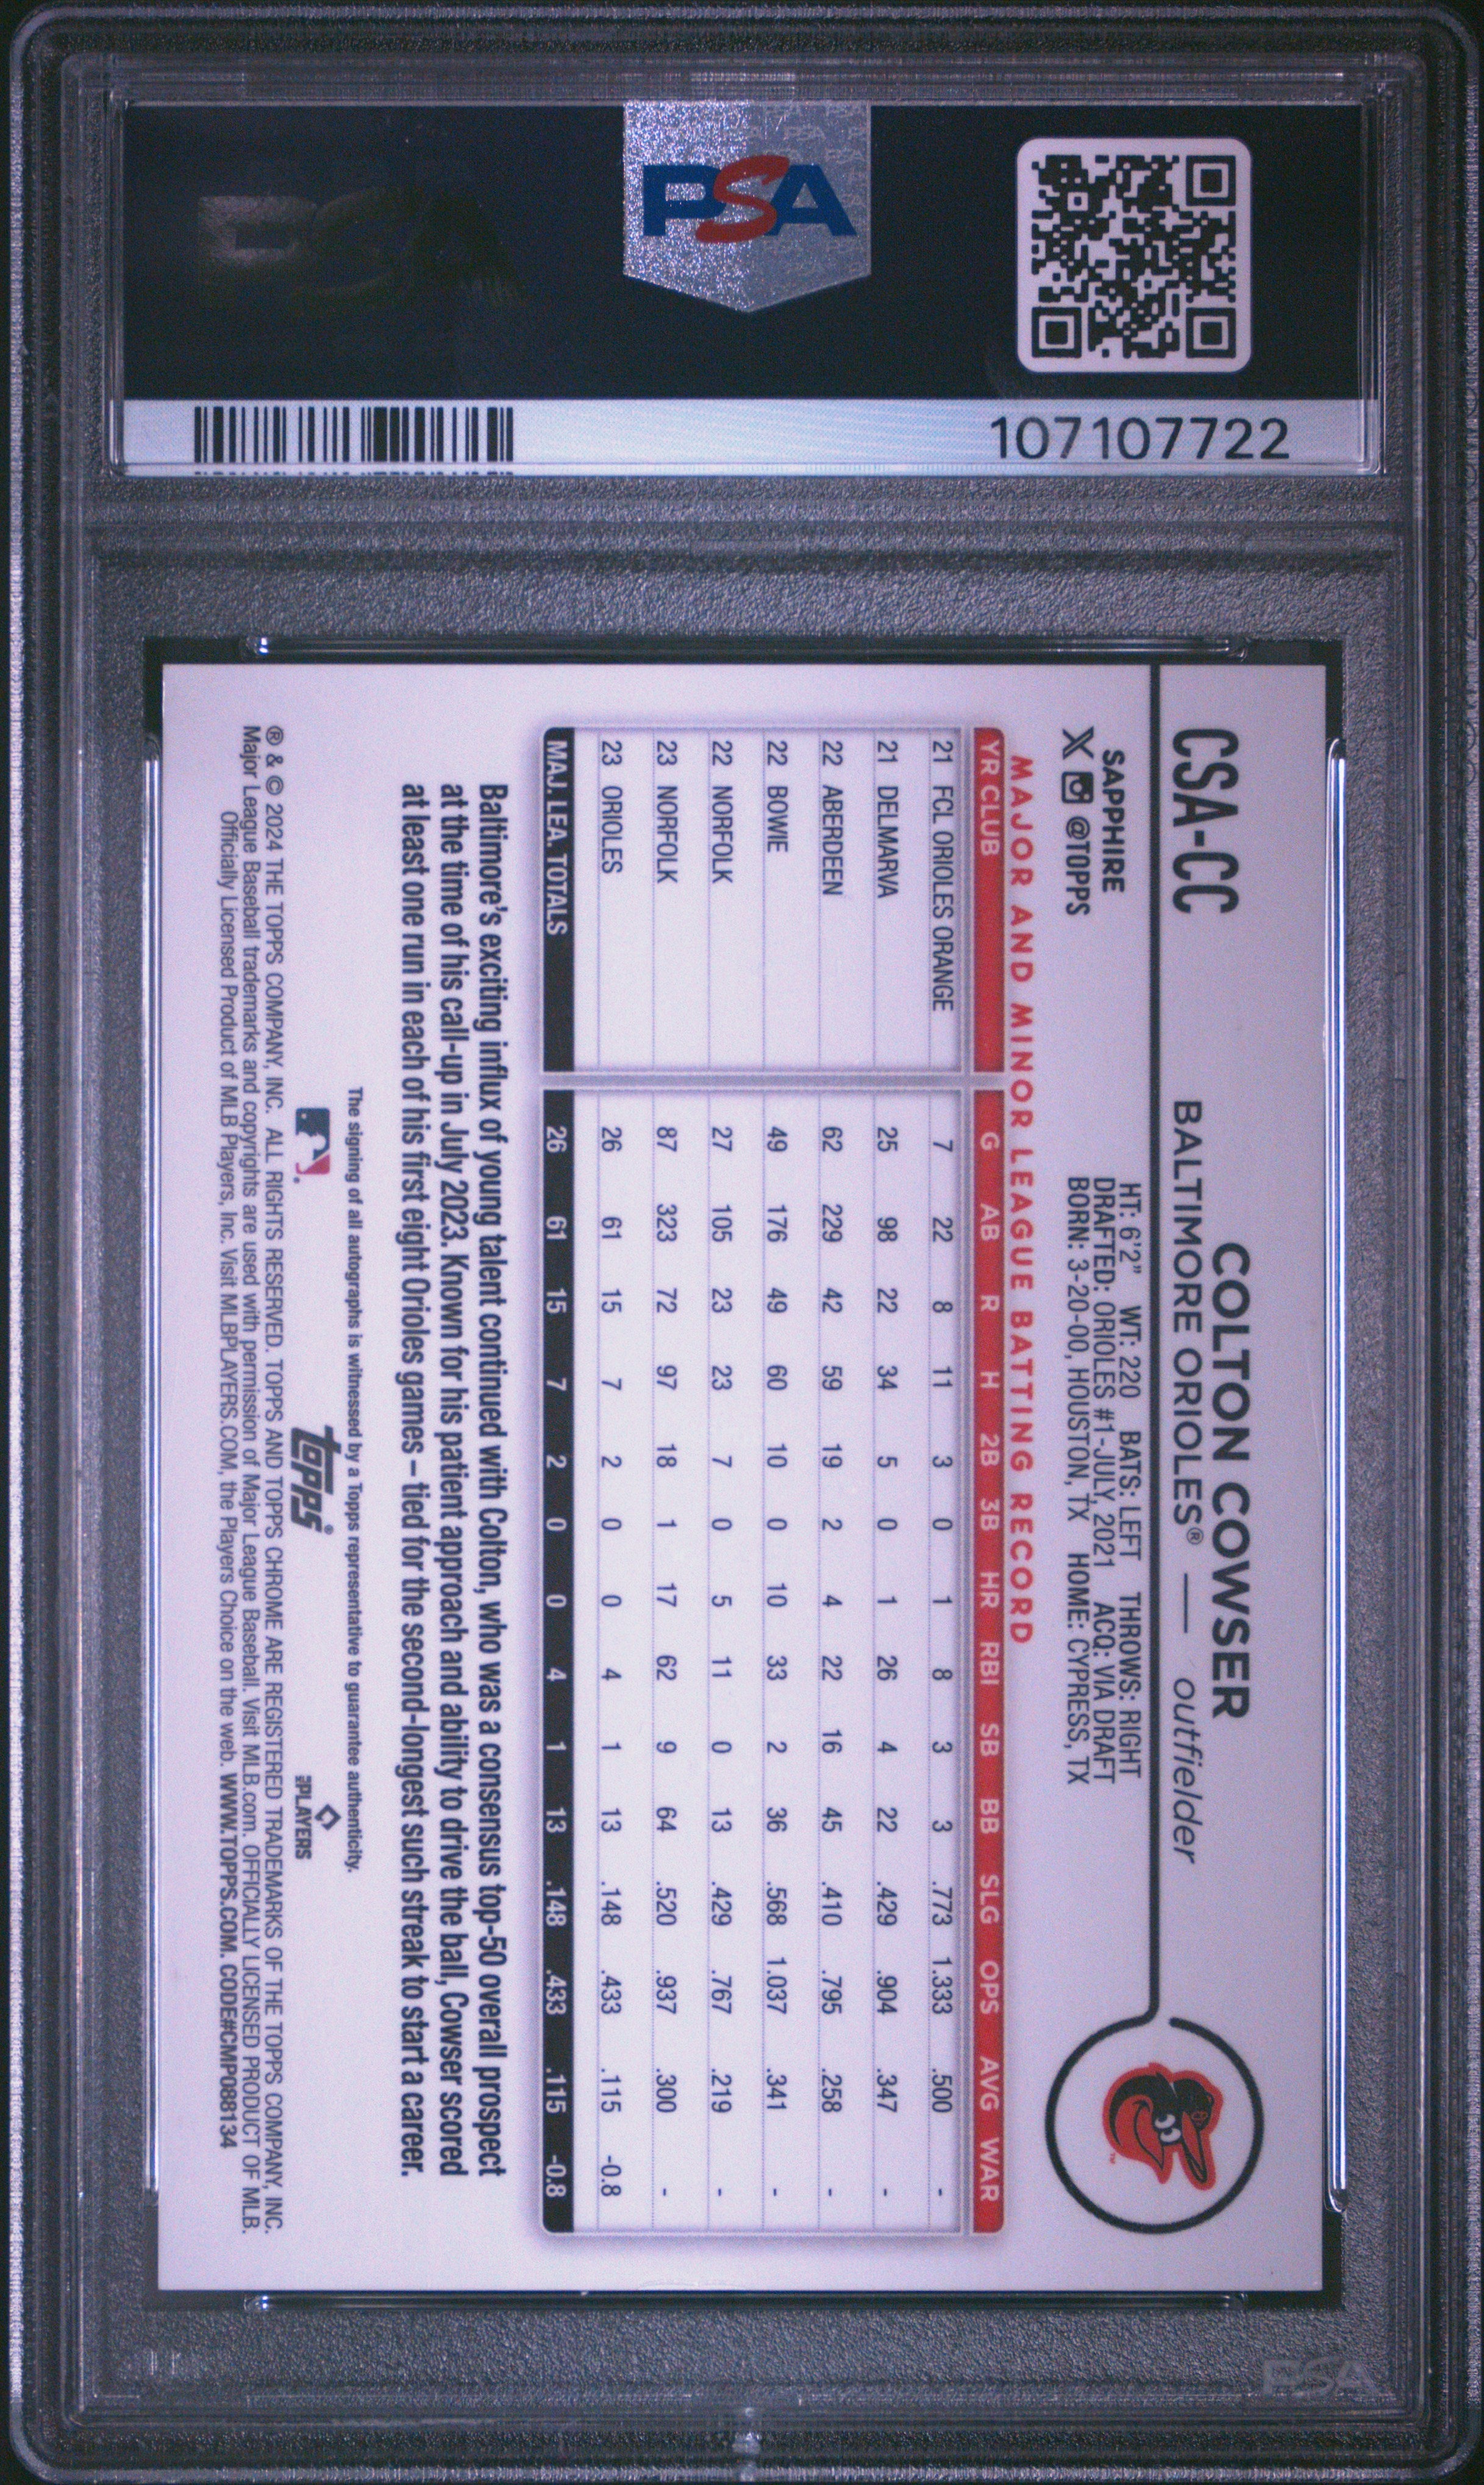 PSA
107107722
CSA-CC
COLTON COWSER
BALTIMORE ORIOLES® — outfielder
SAPPHIRE
X @TOPPS
HT: 6'2" WT: 220 BATS: LEFT THROWS: RIGHT
DRAFTED: ORIOLES #1-JULY, 2021 ACQ: VIA DRAFT
BORN: 3-20-00, HOUSTON, TX HOME: CYPRESS, TX
MAJOR AND MINOR LEAGUE BATTING RECORD
YR CLUB G AB R H 2B 3B HR RBI SB BB SLG OPS AVG WAR
21 FCL ORIOLES ORANGE 7 22 8 11 3 0 1 8 3 3 .773 1.333 .500 -
21 DELMARVA 25 98 22 34 5 0 1 26 4 22 .429 .904 .347 -
22 ABERDEEN 62 229 42 59 19 2 4 22 16 45 .410 .795 .258 -
22 BOWIE 49 176 49 60 10 0 10 33 2 36 .568 1.037 .341 -
22 NORFOLK 27 105 23 23 7 0 5 11 0 13 .429 .767 .219 -
23 NORFOLK 87 323 72 97 18 1 17 62 9 64 .520 .937 .300 -
23 ORIOLES 26 61 15 7 2 0 0 4 1 13 .148 .433 .115 -0.8
MAJ. LEA. TOTALS 26 61 15 7 2 0 0 4 1 13 .148 .433 .115 -0.8
Baltimore's exciting influx of young talent continued with Colton, who was a consensus top-50 overall prospect
at the time of his call-up in July 2023. Known for his patient approach and ability to drive the ball, Cowser scored
at least one run in each of his first eight Orioles games – tied for the second-longest such streak to start a career.
The signing of all autographs is witnessed by a Topps representative to guarantee authenticity.
topps®
PLAYERS
® & © 2024 THE TOPPS COMPANY, INC. ALL RIGHTS RESERVED. TOPPS AND TOPPS CHROME ARE REGISTERED TRADEMARKS OF THE TOPPS COMPANY, INC.
Major League Baseball trademarks and copyrights are used with permission of Major League Baseball. Visit MLB.com. OFFICIALLY LICENSED PRODUCT OF MLB.
Officially Licensed Product of MLB Players, Inc. Visit MLBPLAYERS.COM, the Players Choice on the web. WWW.TOPPS.COM. CODE#CMP088134
PSA